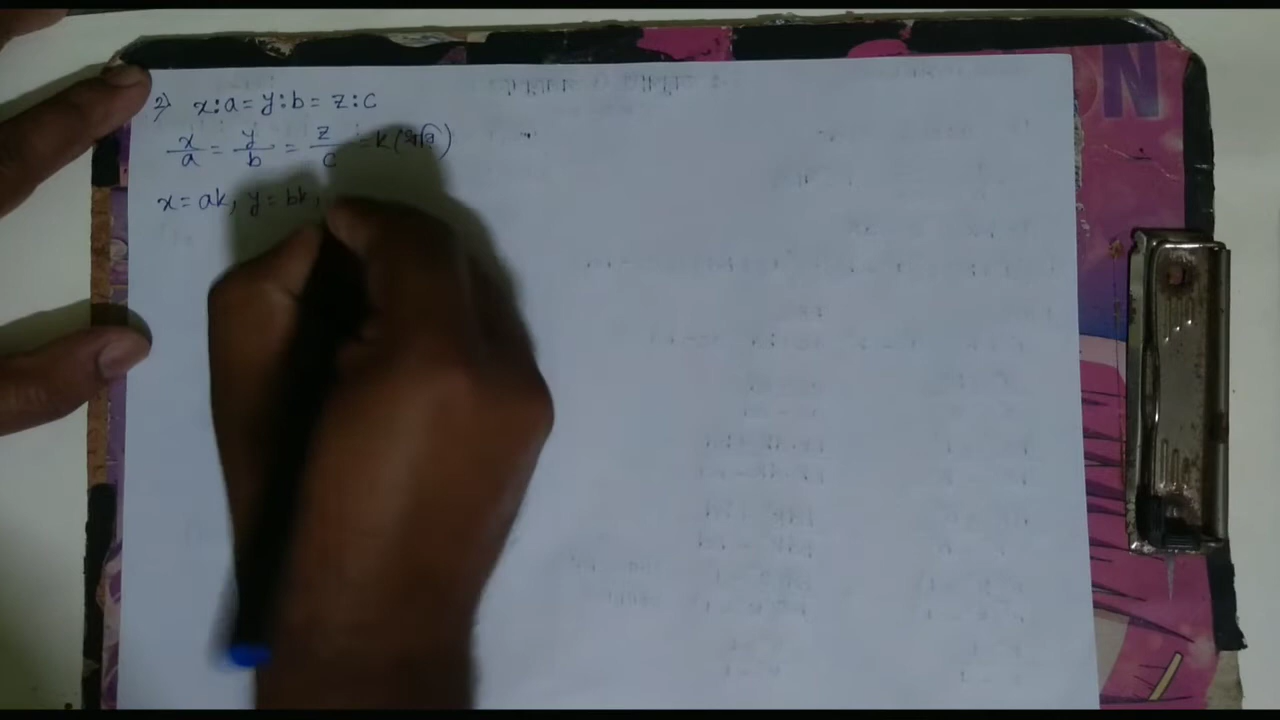 2) x:a = y:b = z:c
x/a = y/b = z/c = k (ধরি)
x = ak, y = bk,
N